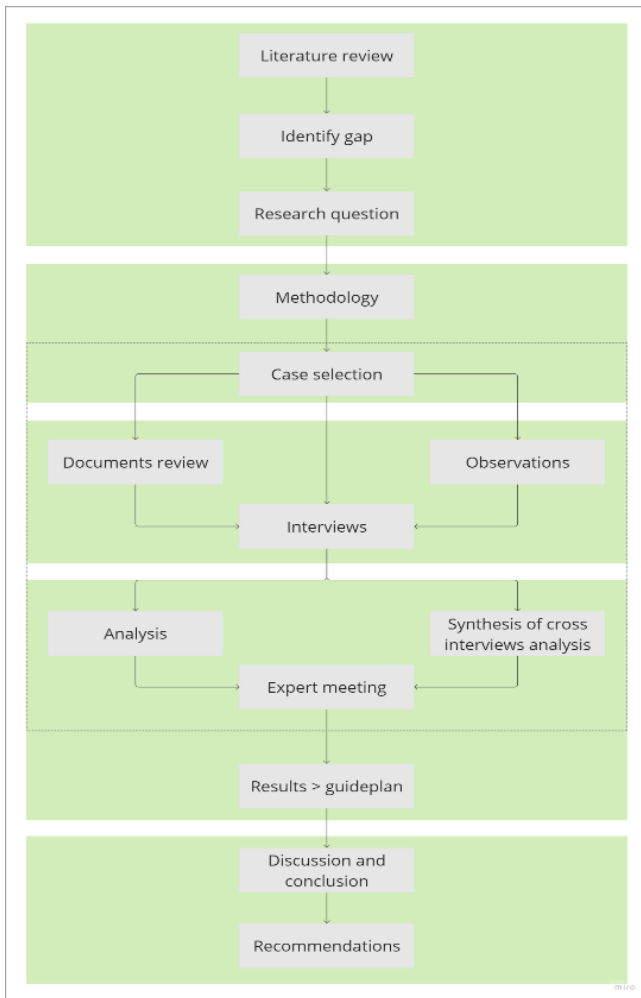 Literature review
Identify gap
Research question
Methodology
Case selection
Documents review
Observations
Interviews
Analysis
Synthesis of cross
interviews analysis
Expert meeting
Results > guideplan
Discussion and
conclusion
Recommendations
miro